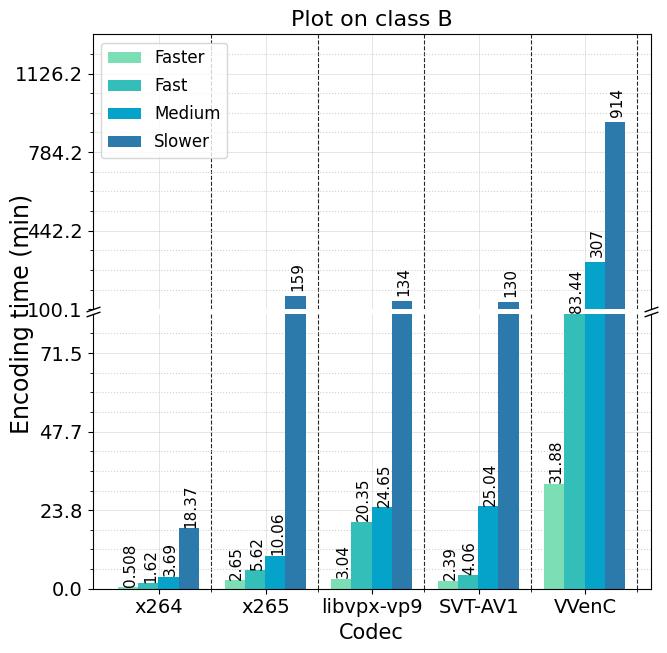 Plot on class B
Faster
Fast
Medium
Slower
Encoding time (min)
1126.2
784.2
442.2
100.1
71.5
47.7
23.8
0.0
0.508
1.62
3.69
18.37
2.65
5.62
10.06
159
3.04
20.35
24.65
134
2.39
4.06
25.04
130
31.88
83.44
307
914
x264
x265
libvpx-vp9
SVT-AV1
VVenC
Codec